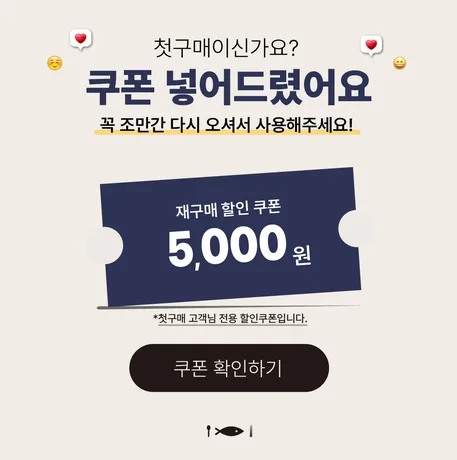 첫구매이신가요?
쿠폰 넣어드렸어요
꼭 조만간 다시 오셔서 사용해주세요!
재구매 할인 쿠폰
5,000 원
*첫구매 고객님 전용 할인쿠폰입니다.
쿠폰 확인하기